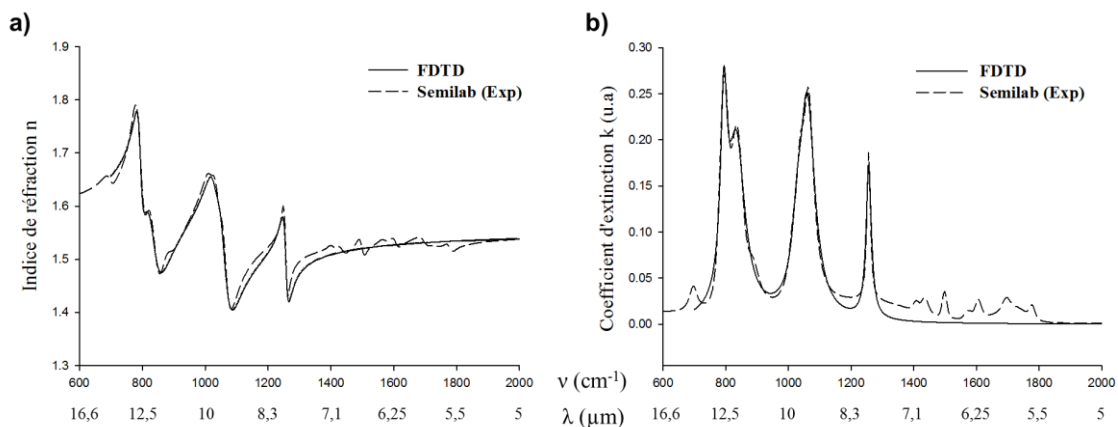 a)
Indice de réfraction n
1.9
1.8
1.7
1.6
1.5
1.4
1.3
FDTD
Semilab (Exp)
600 800 1000 1200 1400 1600 1800 2000
16,6 12,5 10 8,3 7,1 6,25 5,5 5
ν (cm⁻¹)
λ (µm)
b)
Coefficient d'extinction k (u.a)
0.30
0.25
0.20
0.15
0.10
0.05
0.00
FDTD
Semilab (Exp)
600 800 1000 1200 1400 1600 1800 2000
16,6 12,5 10 8,3 7,1 6,25 5,5 5